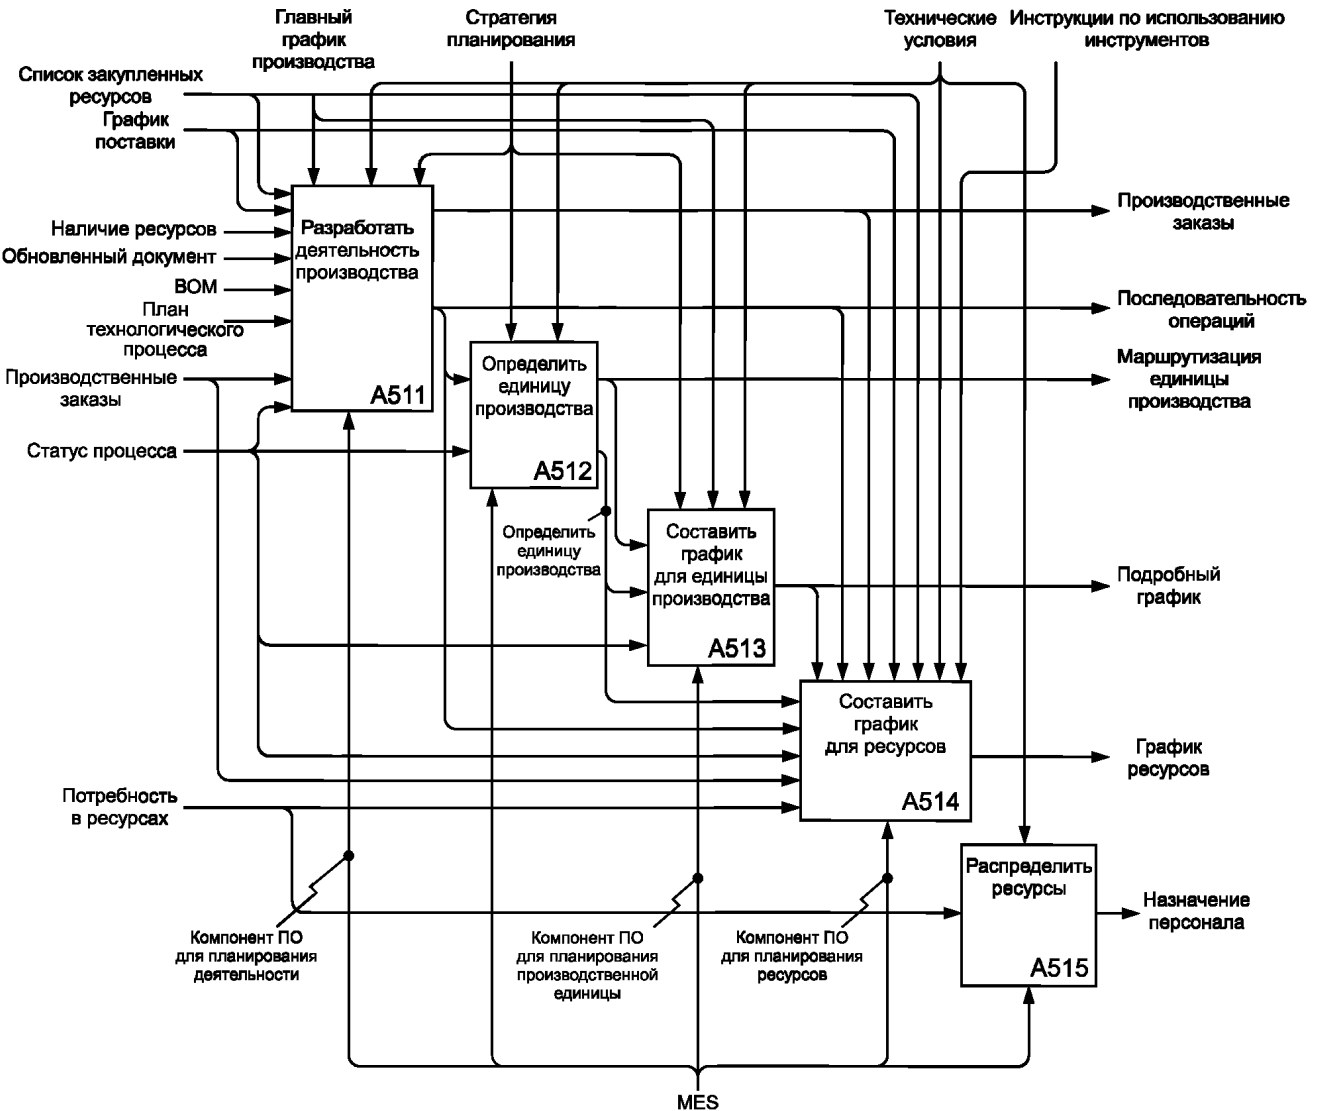 Главный
график
производства
Стратегия
планирования
Технические
условия
Инструкции по использованию
инструментов
Список закупленных
ресурсов
График
поставки
Наличие ресурсов
Обновленный документ
BOM
План
технологического
процесса
Производственные
заказы
Статус процесса
Потребность
в ресурсах
Разработать
деятельность
производства
A511
Определить
единицу
производства
A512
Определить
единицу
производства
Составить
график
для единицы
производства
A513
Составить
график
для ресурсов
A514
Распределить
ресурсы
A515
Производственные
заказы
Последовательность
операций
Маршрутизация
единицы
производства
Подробный
график
График
ресурсов
Назначение
персонала
Компонент ПО
для планирования
деятельности
Компонент ПО
для планирования
производственной
единицы
Компонент ПО
для планирования
ресурсов
MES